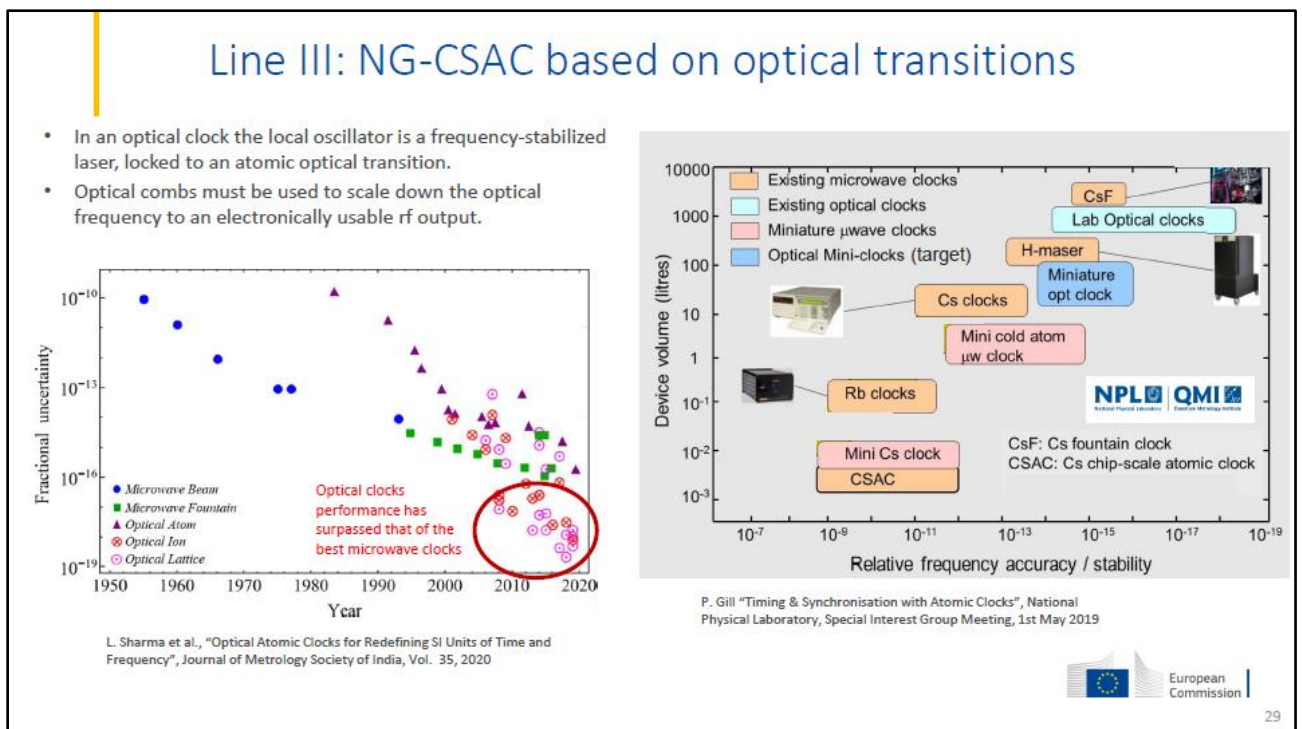 Line III: NG-CSAC based on optical transitions
• In an optical clock the local oscillator is a frequency-stabilized
laser, locked to an atomic optical transition.
• Optical combs must be used to scale down the optical
frequency to an electronically usable rf output.
10⁻¹⁰
10⁻¹³
10⁻¹⁶
10⁻¹⁹
Fractional uncertainty
Microwave Beam
Microwave Fountain
Optical Atom
Optical Ion
Optical Lattice
Optical clocks
performance has
surpassed that of the
best microwave clocks
1950 1960 1970 1980 1990 2000 2010 2020
Year
L. Sharma et al., "Optical Atomic Clocks for Redefining SI Units of Time and
Frequency", Journal of Metrology Society of India, Vol. 35, 2020
10000
1000
100
10
1
10⁻¹
10⁻²
10⁻³
Device volume (litres)
Existing microwave clocks
Existing optical clocks
Miniature μwave clocks
Optical Mini-clocks (target)
CsF
Lab Optical clocks
H-maser
Miniature
opt clock
Cs clocks
Mini cold atom
μw clock
Rb clocks
NPL QMI
National Physical Laboratory
Quantum Metrology Institute
Mini Cs clock
CSAC
CsF: Cs fountain clock
CSAC: Cs chip-scale atomic clock
10⁻⁷ 10⁻⁹ 10⁻¹¹ 10⁻¹³ 10⁻¹⁵ 10⁻¹⁷ 10⁻¹⁹
Relative frequency accuracy / stability
P. Gill "Timing & Synchronisation with Atomic Clocks", National
Physical Laboratory, Special Interest Group Meeting, 1st May 2019
European
Commission
29